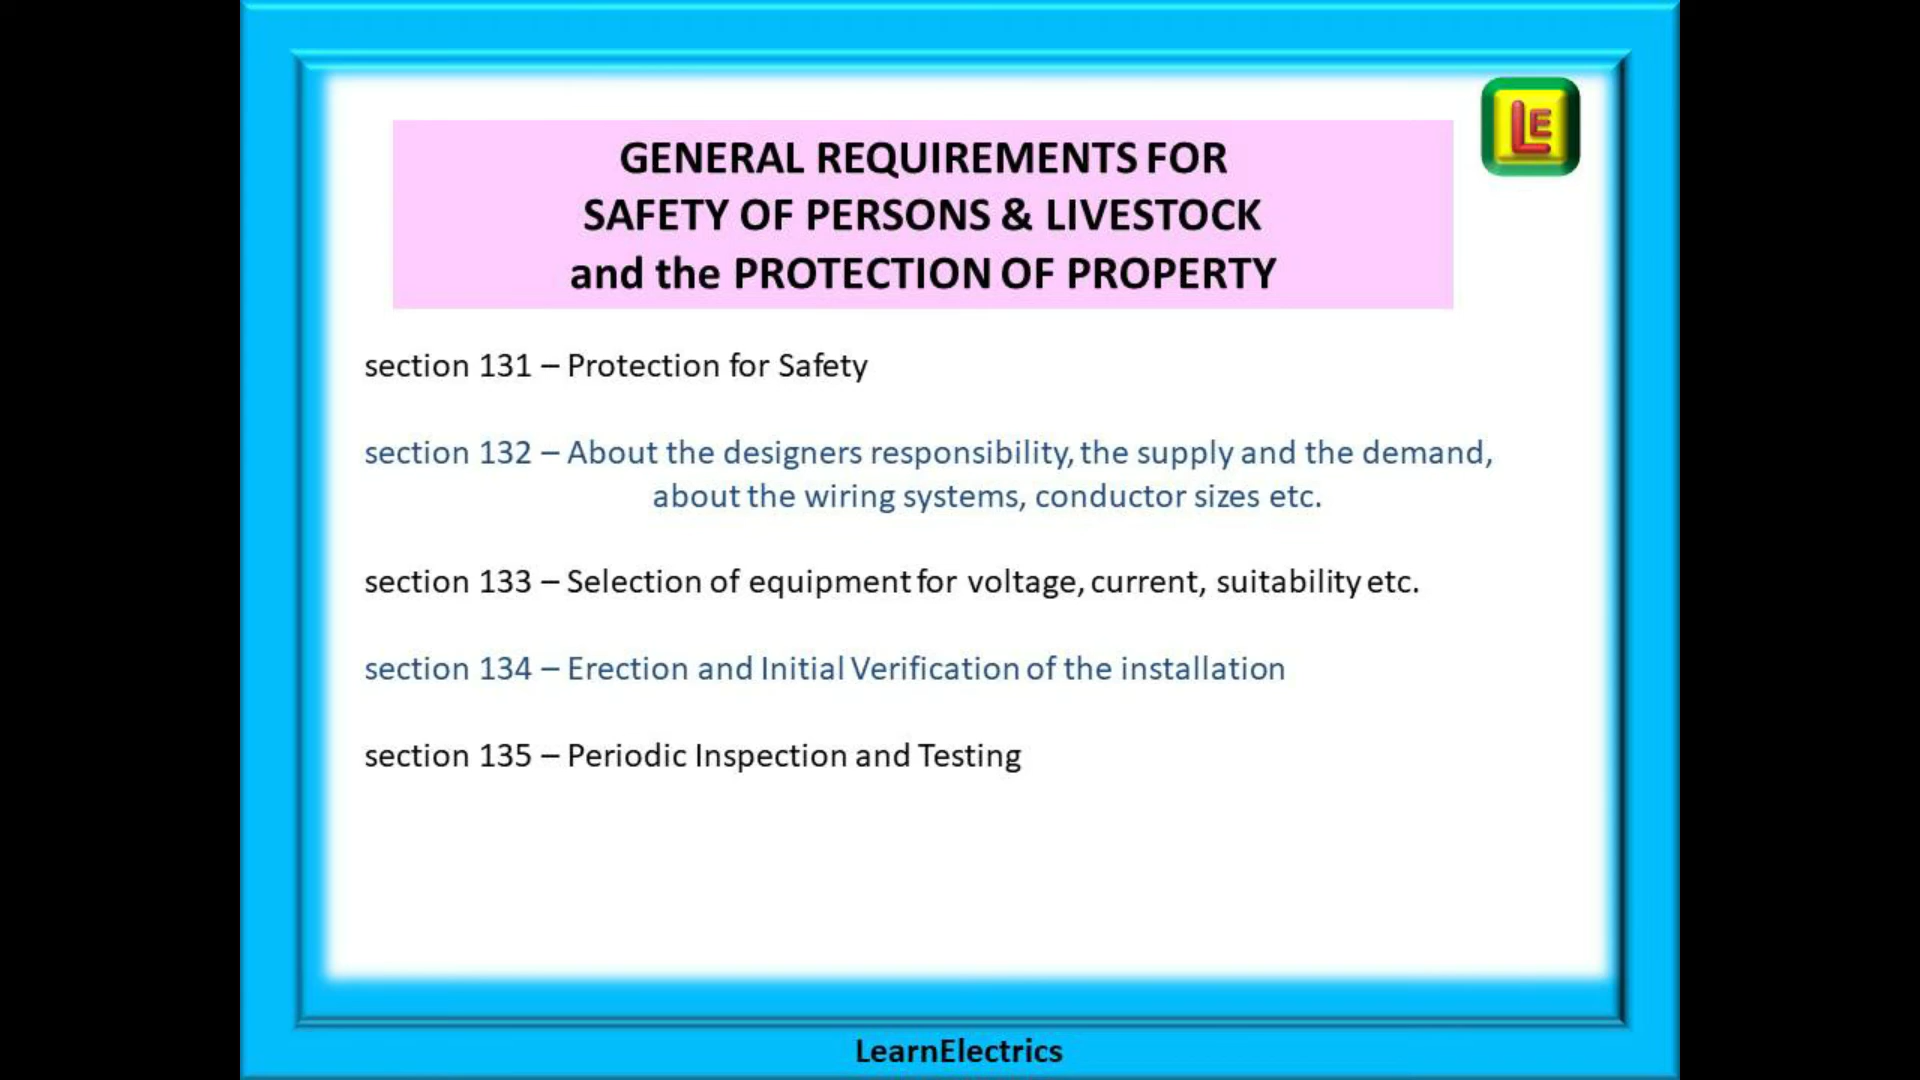 LE
GENERAL REQUIREMENTS FOR
SAFETY OF PERSONS & LIVESTOCK
and the PROTECTION OF PROPERTY
section 131 – Protection for Safety
section 132 – About the designers responsibility, the supply and the demand,
about the wiring systems, conductor sizes etc.
section 133 – Selection of equipment for voltage, current, suitability etc.
section 134 – Erection and Initial Verification of the installation
section 135 – Periodic Inspection and Testing
LearnElectrics